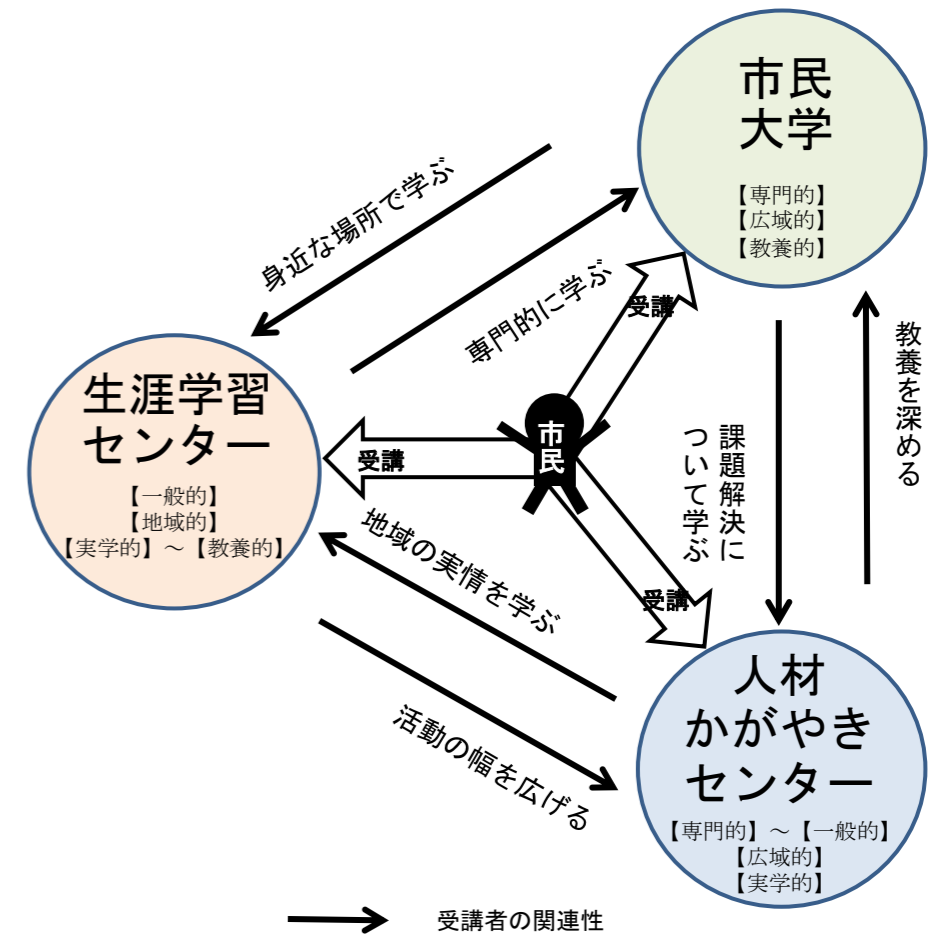 市民
大学
【専門的】
【広域的】
【教養的】
身近な場所で学ぶ
専門的に学ぶ
受講
教養を深める
生涯学習
センター
【一般的】
【地域的】
【実学的】～【教養的】
受講
市民
課題解決に
ついて学ぶ
地域の実情を学ぶ
受講
活動の幅を広げる
人材
かがやき
センター
【専門的】～【一般的】
【広域的】
【実学的】
受講者の関連性